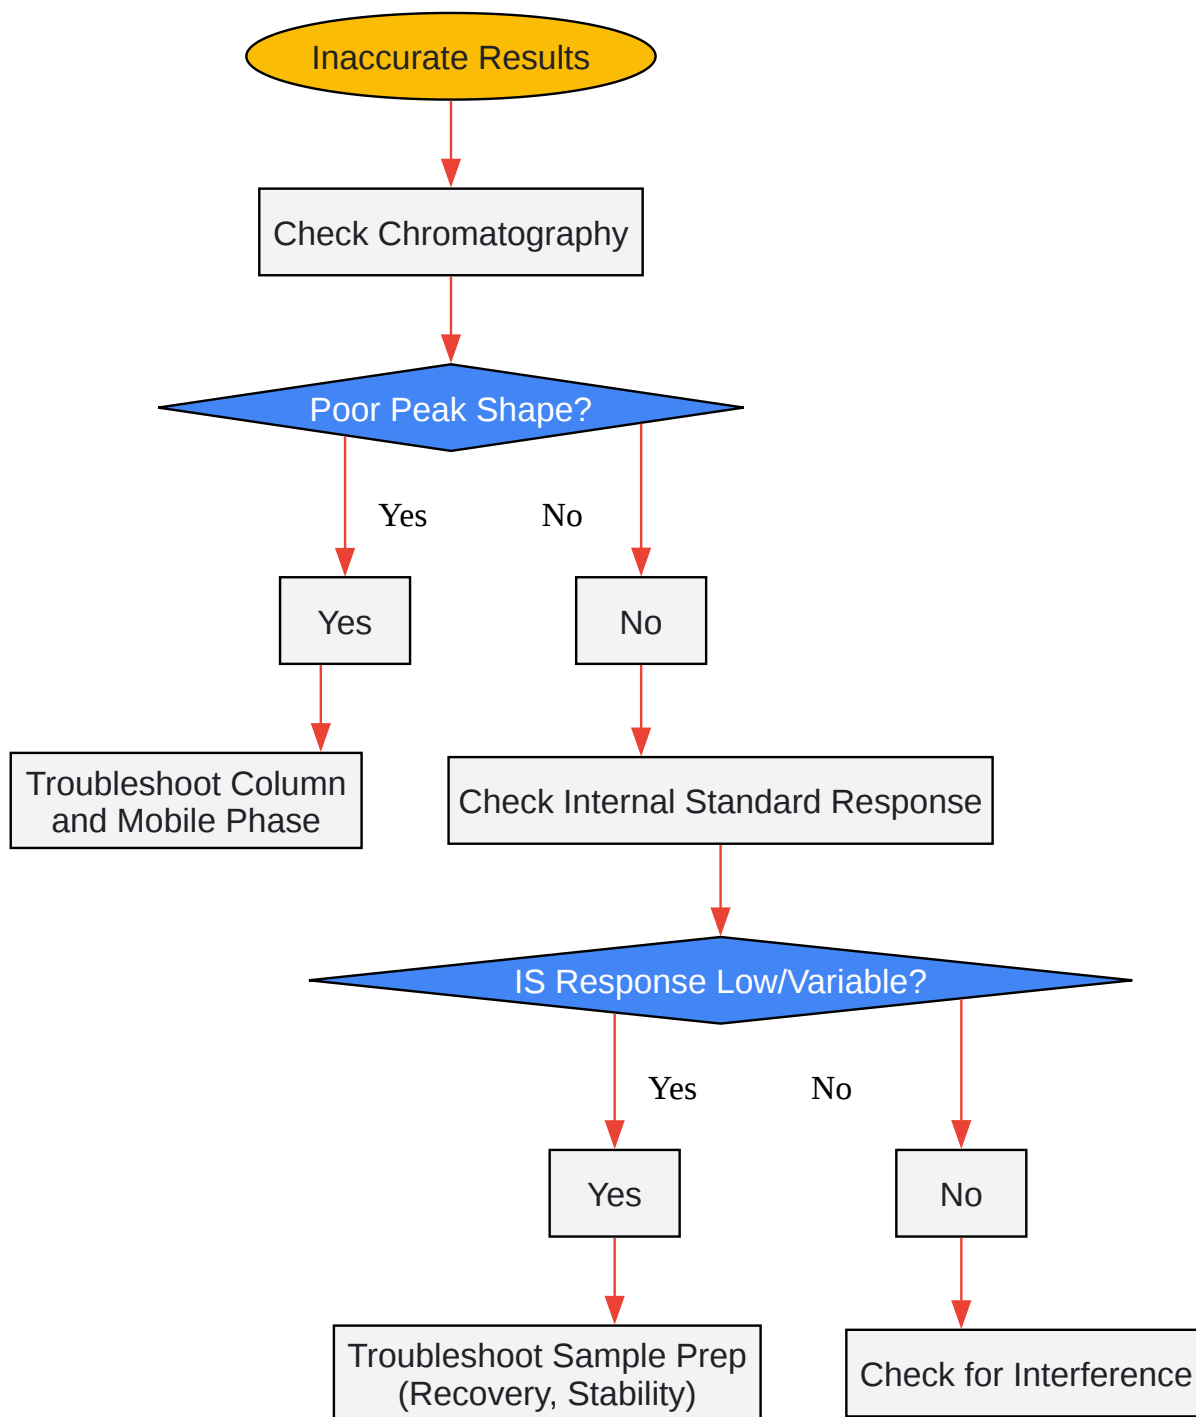 Inaccurate Results
Check Chromatography
Poor Peak Shape?
Yes
No
Yes
No
Troubleshoot Column
and Mobile Phase
Check Internal Standard Response
IS Response Low/Variable?
Yes
No
Yes
No
Troubleshoot Sample Prep
(Recovery, Stability)
Check for Interference